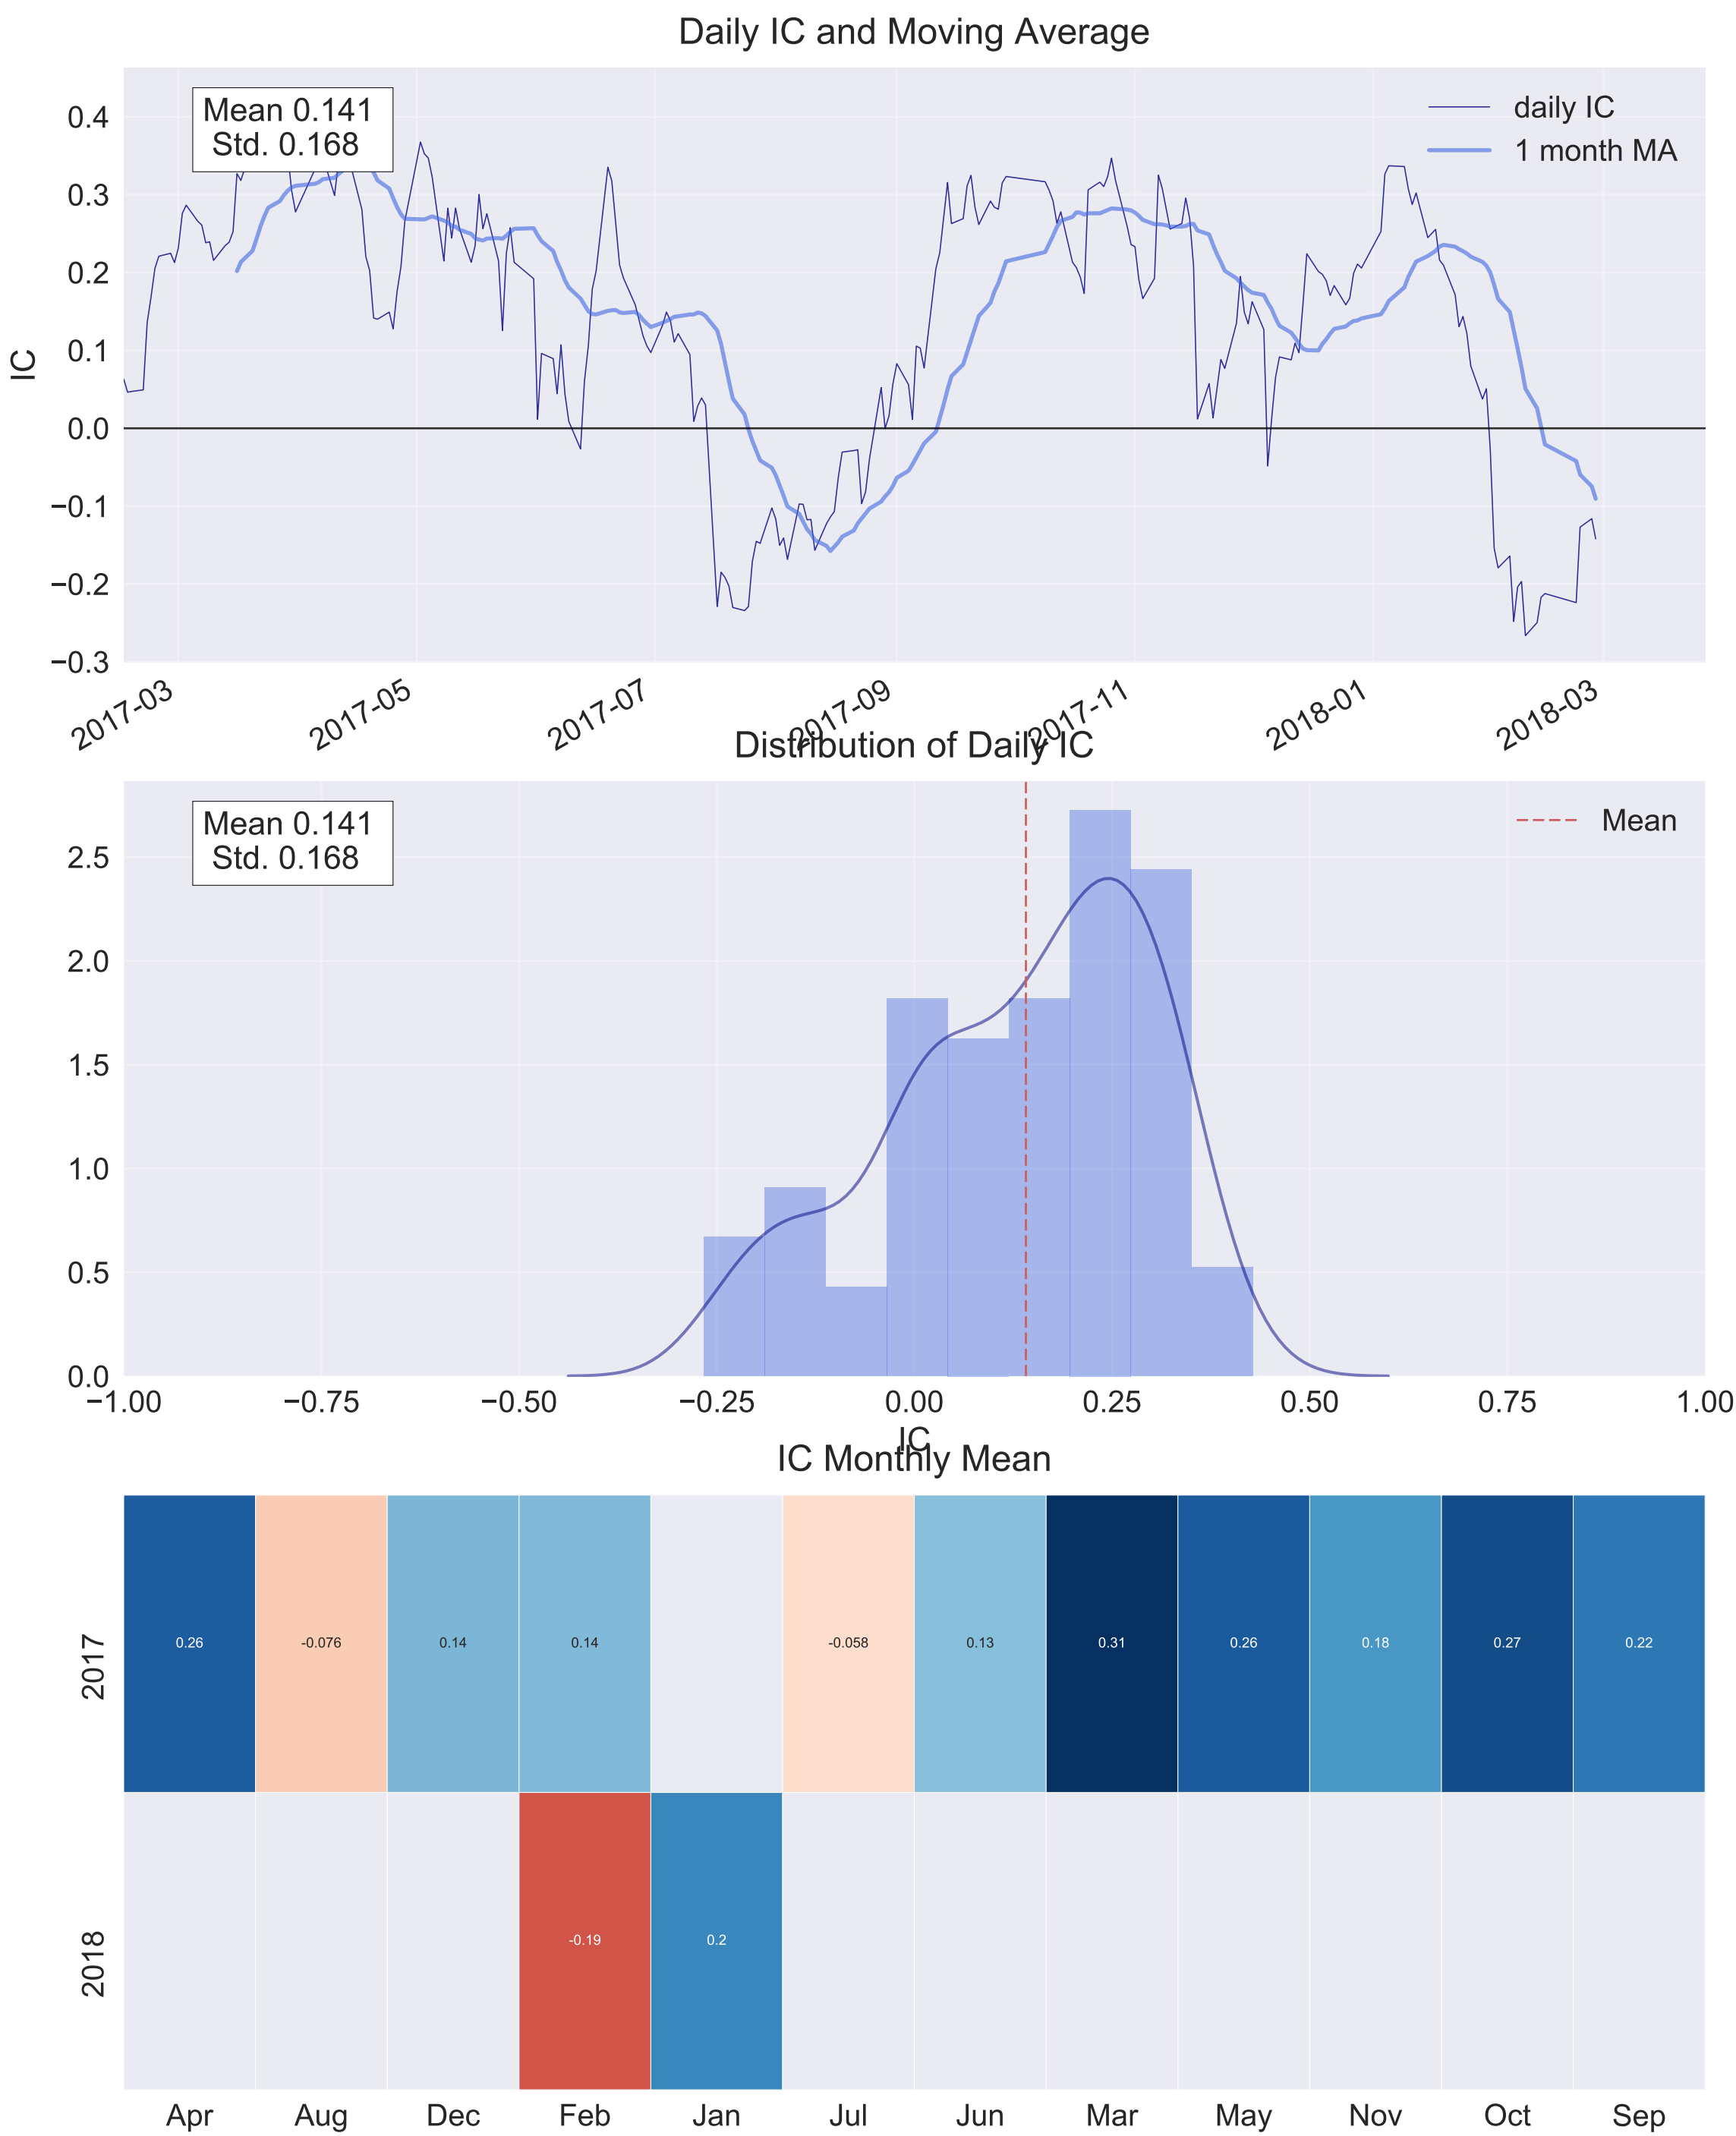 Daily IC and Moving Average
Mean 0.141
Std. 0.168
daily IC
1 month MA
IC
0.4
0.3
0.2
0.1
0.0
−0.1
−0.2
−0.3
2017-03
2017-05
2017-07
2017-09
2017-11
2018-01
2018-03
Distribution of Daily IC
Mean 0.141
Std. 0.168
Mean
2.5
2.0
1.5
1.0
0.5
0.0
−1.00 −0.75 −0.50 −0.25 0.00 0.25 0.50 0.75 1.00
IC
IC Monthly Mean
2017
0.26 -0.076 0.14 0.14 -0.058 0.13 0.31 0.26 0.18 0.27 0.22
2018
-0.19 0.2
Apr Aug Dec Feb Jan Jul Jun Mar May Nov Oct Sep